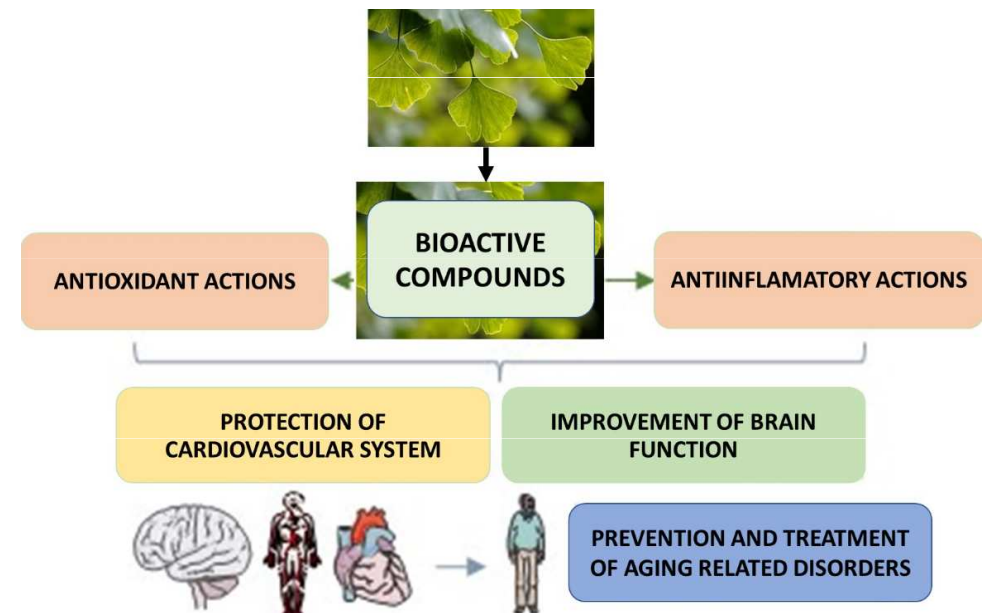 BIOACTIVE
COMPOUNDS
ANTIOXIDANT ACTIONS
ANTIINFLAMATORY ACTIONS
PROTECTION OF
CARDIOVASCULAR SYSTEM
IMPROVEMENT OF BRAIN
FUNCTION
PREVENTION AND TREATMENT
OF AGING RELATED DISORDERS